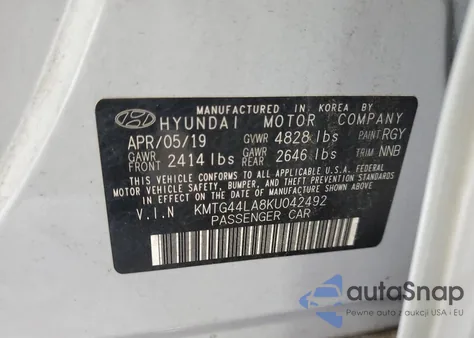 MANUFACTURED IN KOREA BY
HYUNDAI MOTOR COMPANY
APR/05/19 GVWR 4828 lbs PAINT RGY
GAWR FRONT 2414 lbs GAWR REAR 2646 lbs TRIM NNB
THIS VEHICLE CONFORMS TO ALL APPLICABLE U.S. FEDERAL
MOTOR VEHICLE SAFETY, BUMPER, AND THEFT PREVENTION
STANDARDS IN EFFECT ON THE DATE OF MANUFACTURE SHOWN ABOVE.
V.I.N KMTG44LA8KU042492
PASSENGER CAR
autoSnap
Pewne auta z aukcji USA i EU